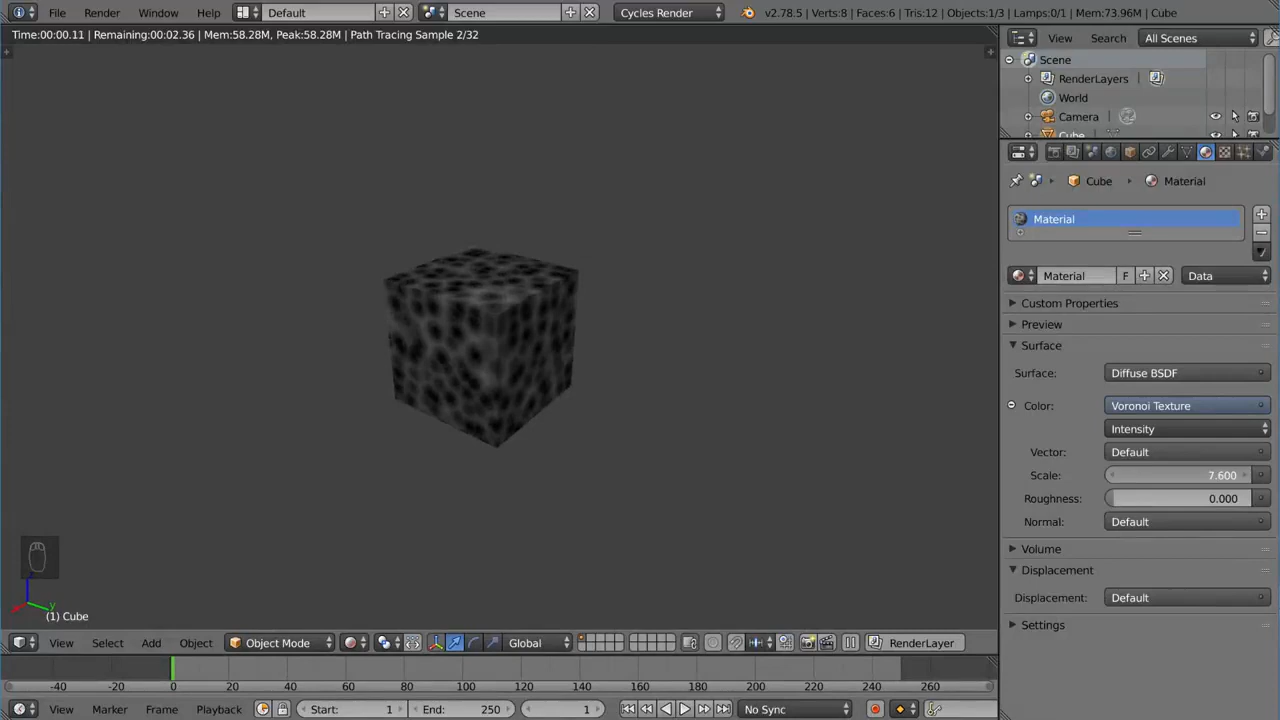 File Render Window Help Default Scene Cycles Render v2.78.5 | Verts:8 | Faces:6 | Tris:12 | Objects:1/3 | Lamps:0/1 | Mem:73.96M | Cube
Time:00:00.11 | Remaining:00:02.36 | Mem:58.28M, Peak:58.28M | Path Tracing Sample 2/32
View Search All Scenes
Scene
RenderLayers
World
Camera
Cube
Cube Material
Material
Material F Data
Custom Properties
Preview
Surface
Surface: Diffuse BSDF
Color: Voronoi Texture
Intensity
Vector: Default
Scale: 7.600
Roughness: 0.000
Normal: Default
Volume
Displacement
Displacement: Default
Settings
y
(1) Cube
View Select Add Object Object Mode Global RenderLayer
-40 -20 0 20 40 60 80 100 120 140 160 180 200 220 240 260
View Marker Frame Playback Start: 1 End: 250 1 No Sync